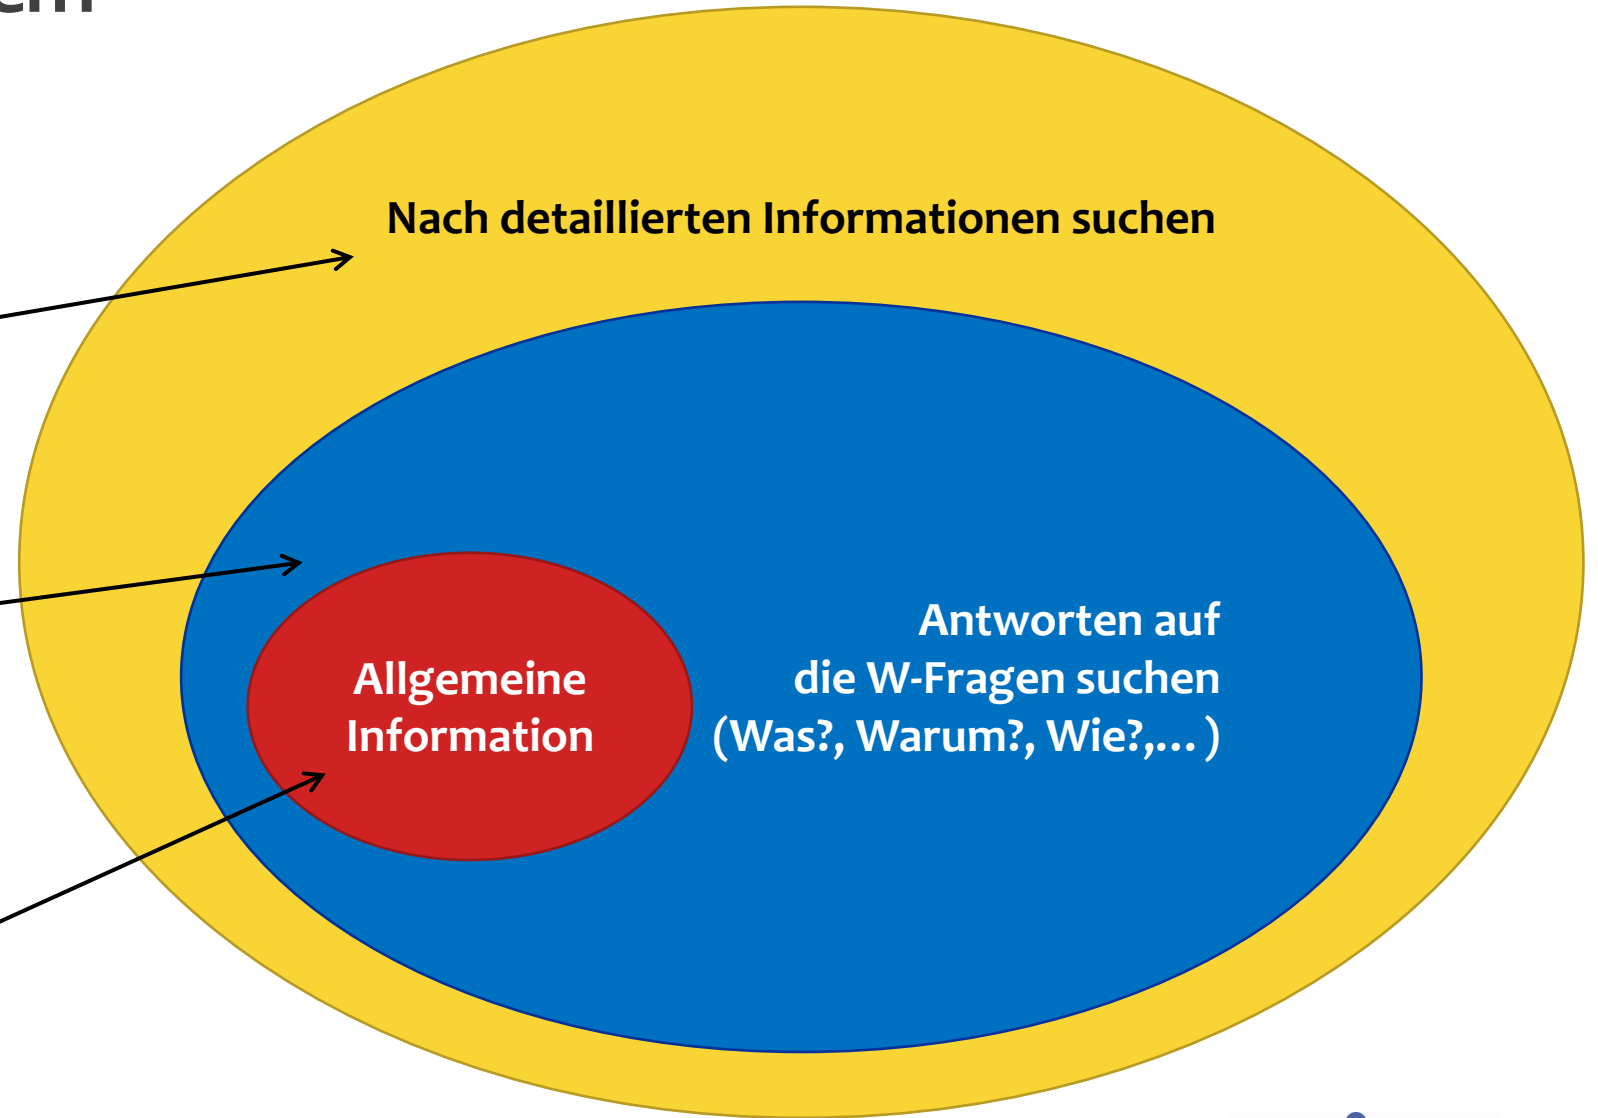 Nach detaillierten Informationen suchen
Antworten auf
die W-Fragen suchen
(Was?, Warum?, Wie?,... )
Allgemeine
Information